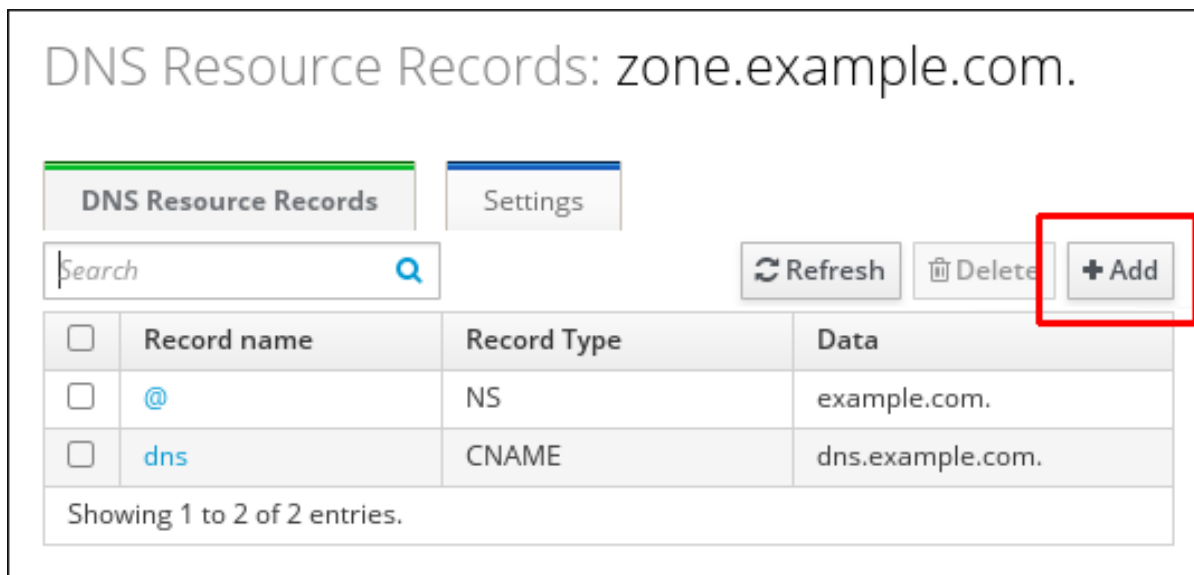 DNS Resource Records: zone.example.com.
DNS Resource Records Settings
Search Refresh Delete Add
Record name Record Type Data
@ NS example.com.
dns CNAME dns.example.com.
Showing 1 to 2 of 2 entries.